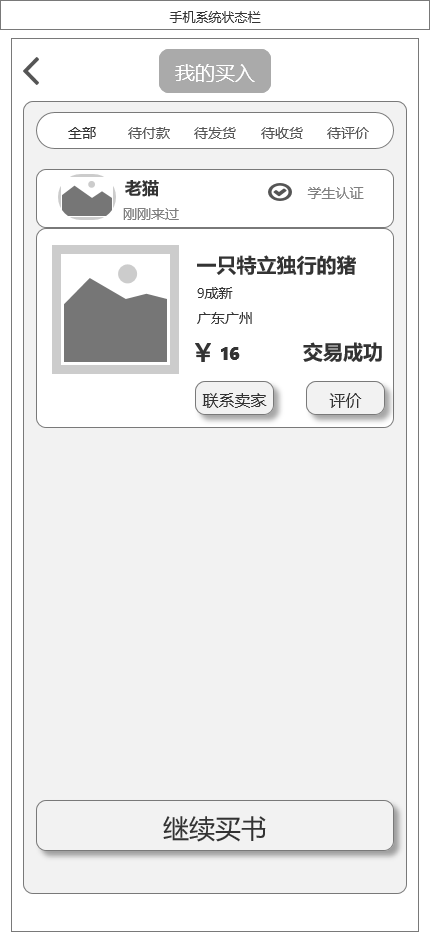 手机系统状态栏
我的买入
全部 待付款 待发货 待收货 待评价
老猫
学生认证
刚刚来过
一只特立独行的猪
9成新
广东广州
￥ 16 交易成功
联系卖家 评价
继续买书